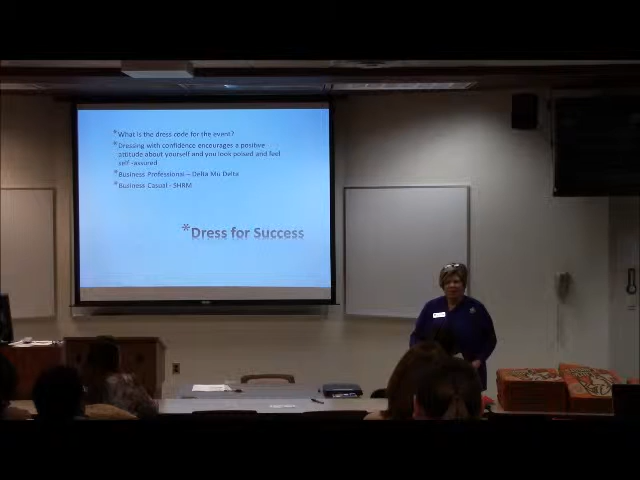 *What is the dress code for the event?
*Dressing with confidence encourages a positive
attitude about yourself and you look poised and feel
self -assured
*Business Professional – Delta Mu Delta
*Business Casual - SHRM
*Dress for Success